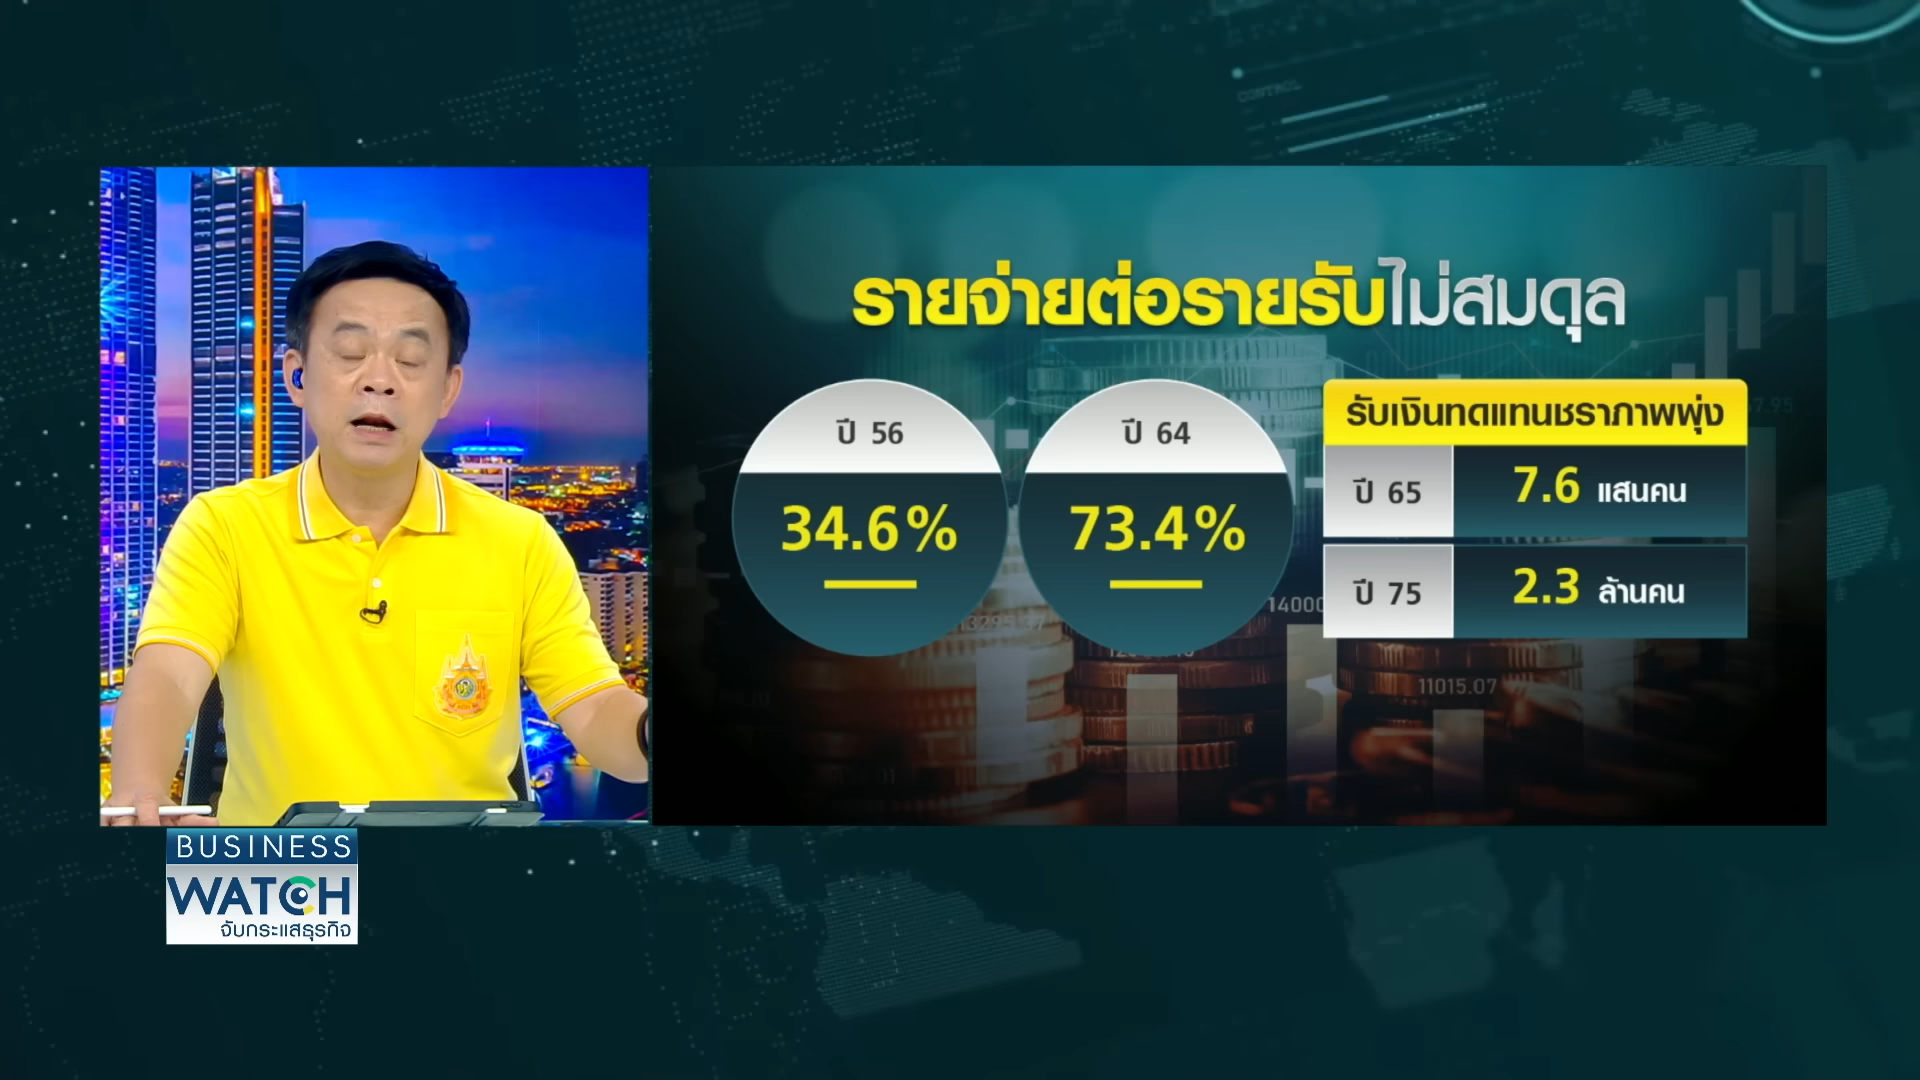 รายจ่ายต่อรายรับไม่สมดุล
ปี 56
34.6%
ปี 64
73.4%
รับเงินทดแทนชราภาพพุ่ง
ปี 65
7.6 แสนคน
ปี 75
2.3 ล้านคน
11015.07
BUSINESS
WATCH
จับกระแสธุรกิจ